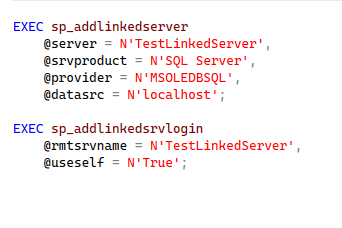 EXEC sp_addlinkedserver
    @server = N'TestLinkedServer',
    @srvproduct = N'SQL Server',
    @provider = N'MSOLEDBSQL',
    @datasrc = N'localhost';

EXEC sp_addlinkedsrvlogin
    @rmtsrvname = N'TestLinkedServer',
    @useself = N'True';